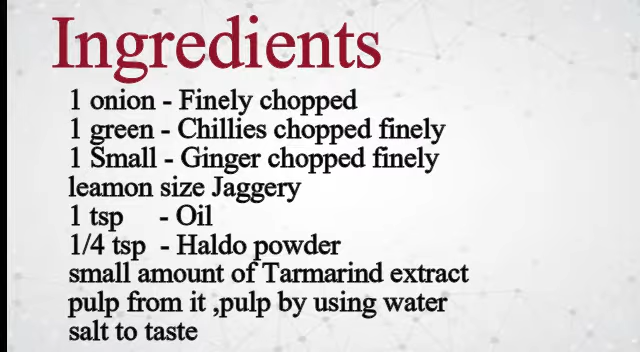 Ingredients
1 onion - Finely chopped
1 green - Chillies chopped finely
1 Small - Ginger chopped finely
leamon size Jaggery
1 tsp - Oil
1/4 tsp - Haldo powder
small amount of Tarmarind extract
pulp from it ,pulp by using water
salt to taste